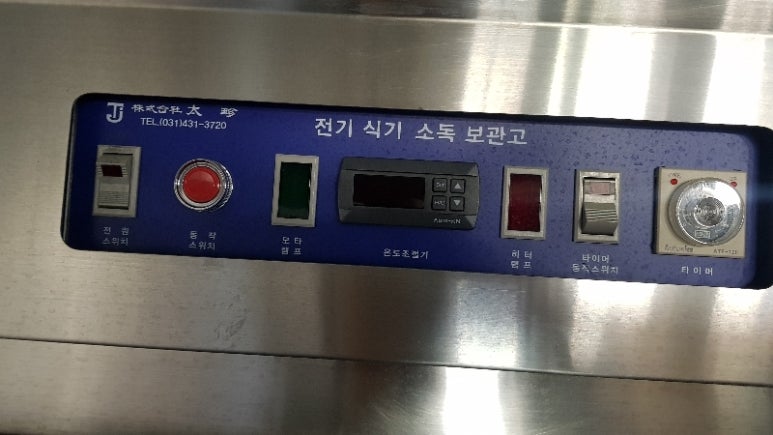 Tj 株式会社 太 珍
TEL.(031)431-3720
전기 식기 소독 보관고
전원
스위치
동작
스위치
모타
램프
온도조절기
히터
램프
타이머
동작스위치
타이머